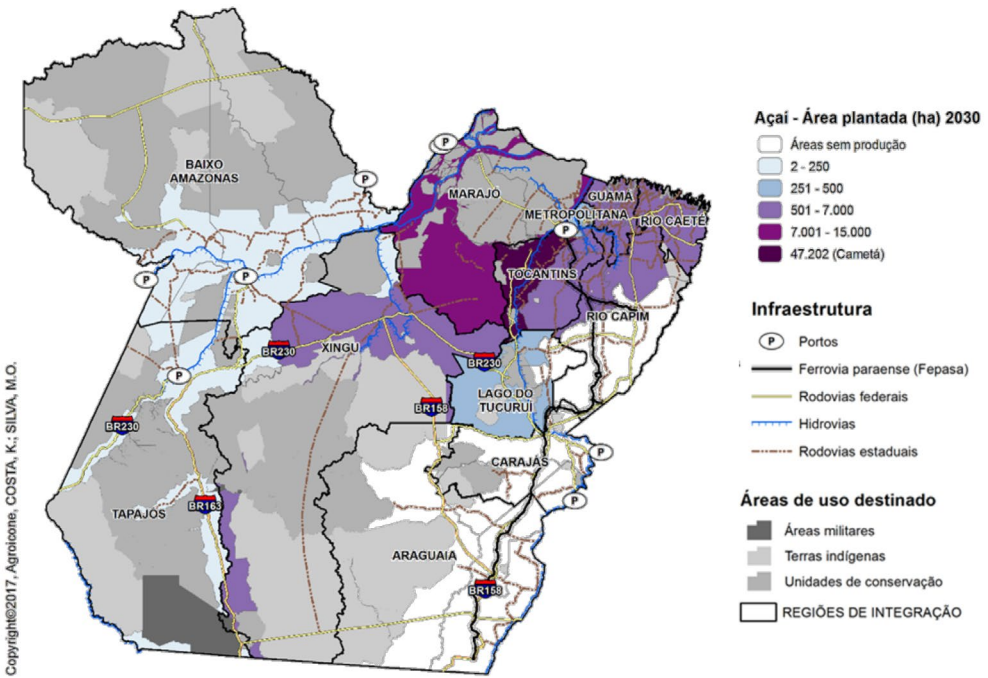 BAIXO
AMAZONAS
P
P
P
P
P
P
P
P
MARAJÓ
GUAMÁ
METROPOLITANA
RIO CAETÉ
TOCANTINS
RIO CAPIM
XINGU
BR230
BR230
BR230
LAGO DO
TUCURUÍ
BR158
CARAJÁS
TAPAJÓS
BR163
ARAGUAIA
BR158
Açaí - Área plantada (ha) 2030
Áreas sem produção
2 - 250
251 - 500
501 - 7.000
7.001 - 15.000
47.202 (Cametá)
Infraestrutura
P Portos
Ferrovia paraense (Fepasa)
Rodovias federais
Hidrovias
Rodovias estaduais
Áreas de uso destinado
Áreas militares
Terras indígenas
Unidades de conservação
REGIÕES DE INTEGRAÇÃO
Copyright©2017, Agroicone, COSTA, K.; SILVA, M.O.